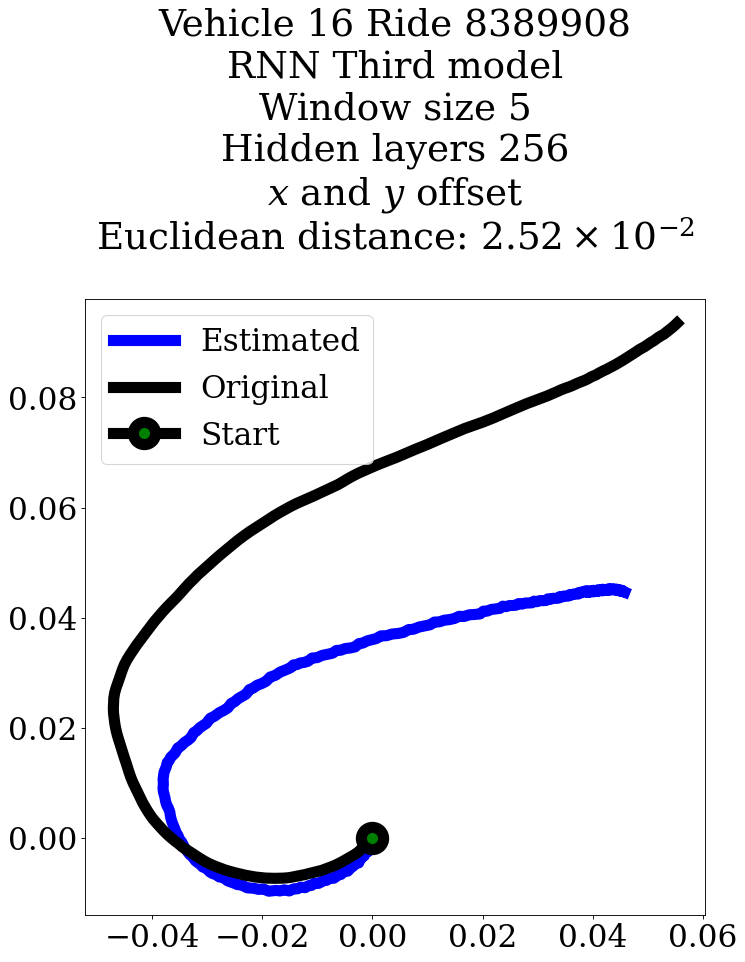 Vehicle 16 Ride 8389908
RNN Third model
Window size 5
Hidden layers 256
x and y offset
Euclidean distance: 2.52 × 10⁻²
Estimated
Original
Start
0.08
0.06
0.04
0.02
0.00
−0.04 −0.02 0.00 0.02 0.04 0.06